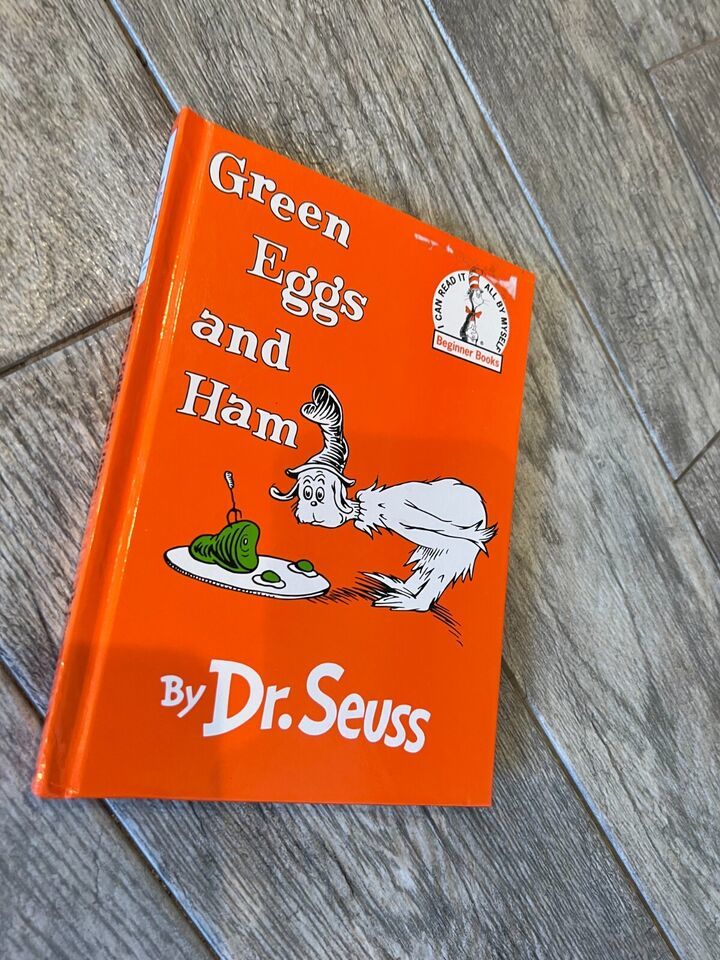 Green
Eggs
and
Ham
I CAN READ IT ALL BY MYSELF
Beginner Books
By Dr. Seuss